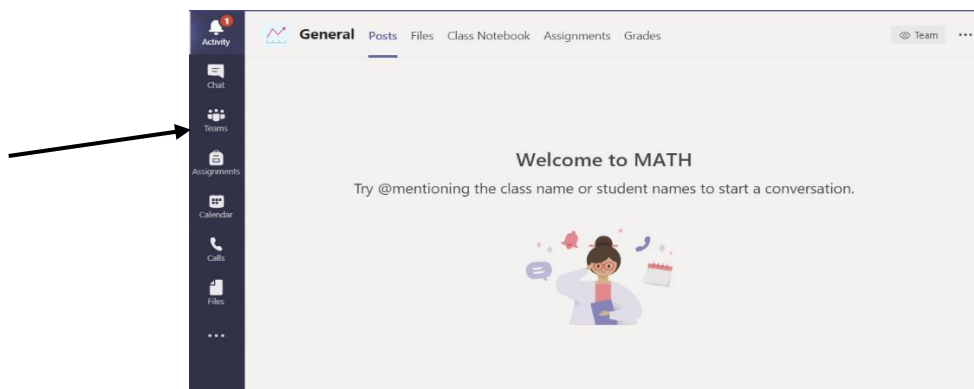 1
Activity
Chat
Teams
Assignments
Calendar
Calls
Files
General Posts Files Class Notebook Assignments Grades
Team
Welcome to MATH
Try @mentioning the class name or student names to start a conversation.